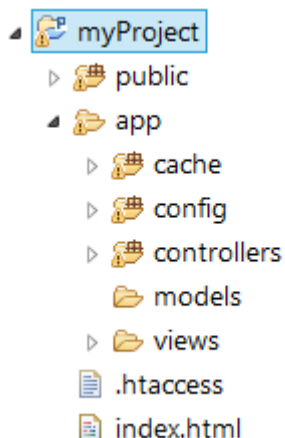 myProject
public
app
cache
config
controllers
models
views
.htaccess
index.html